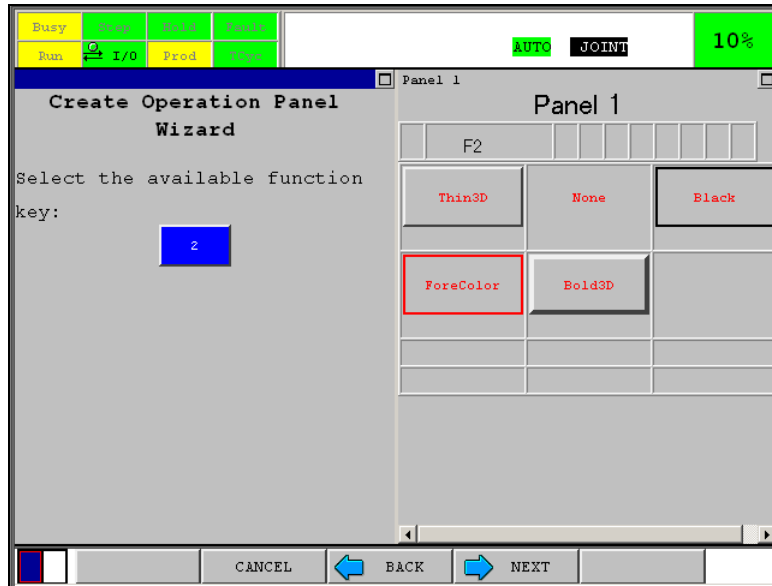 Busy Step Hold Fault
Run I/O Prod TCyc
AUTO JOINT 10%
Create Operation Panel
Wizard
Select the available function
key:
2
Panel 1
Panel 1
F2
Thin3D None Black
ForeColor Bold3D
CANCEL BACK NEXT